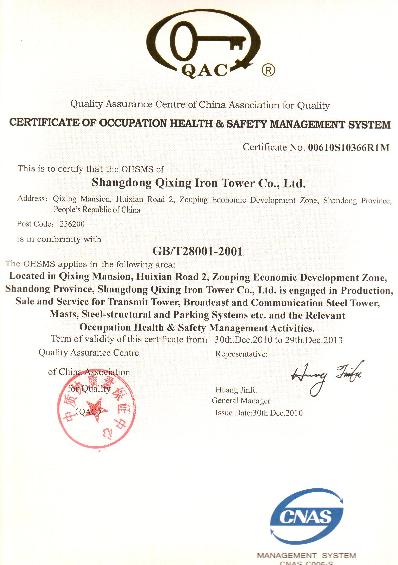 QAC ®
Quality Assurance Centre of China Association for Quality
CERTIFICATE OF OCCUPATION HEALTH & SAFETY MANAGEMENT SYSTEM
Certificate No. 00610S10366R1M
This is to certify that the OHSMS of
Shangdong Qixing Iron Tower Co., Ltd.
Address: Qixing Mansion, Huixian Road 2, Zouping Economic Development Zone, Shandong Province,
People's Republic of China
Post Code: 256200
is in conformity with
GB/T28001-2001
The OHSMS applies in the following area:
Located in Qixing Mansion, Huixian Road 2, Zouping Economic Development Zone,
Shandong Province, Shangdong Qixing Iron Tower Co., Ltd. is engaged in Production,
Sale and Service for Transmit Tower, Broadcast and Communication Steel Tower,
Masts, Steel-structural and Parking Systems etc. and the Relevant
Occupation Health & Safety Management Activities.
Term of validity of this certificate from: 30th.Dec.2010 to 29th.Dec.2013
Quality Assurance Centre
of China Association
for Quality
QAC
Representative:
Huang Jinfu
General Manager
Issue Date:30th.Dec.2010
CNAS
MANAGEMENT SYSTEM
CNAS C006-S